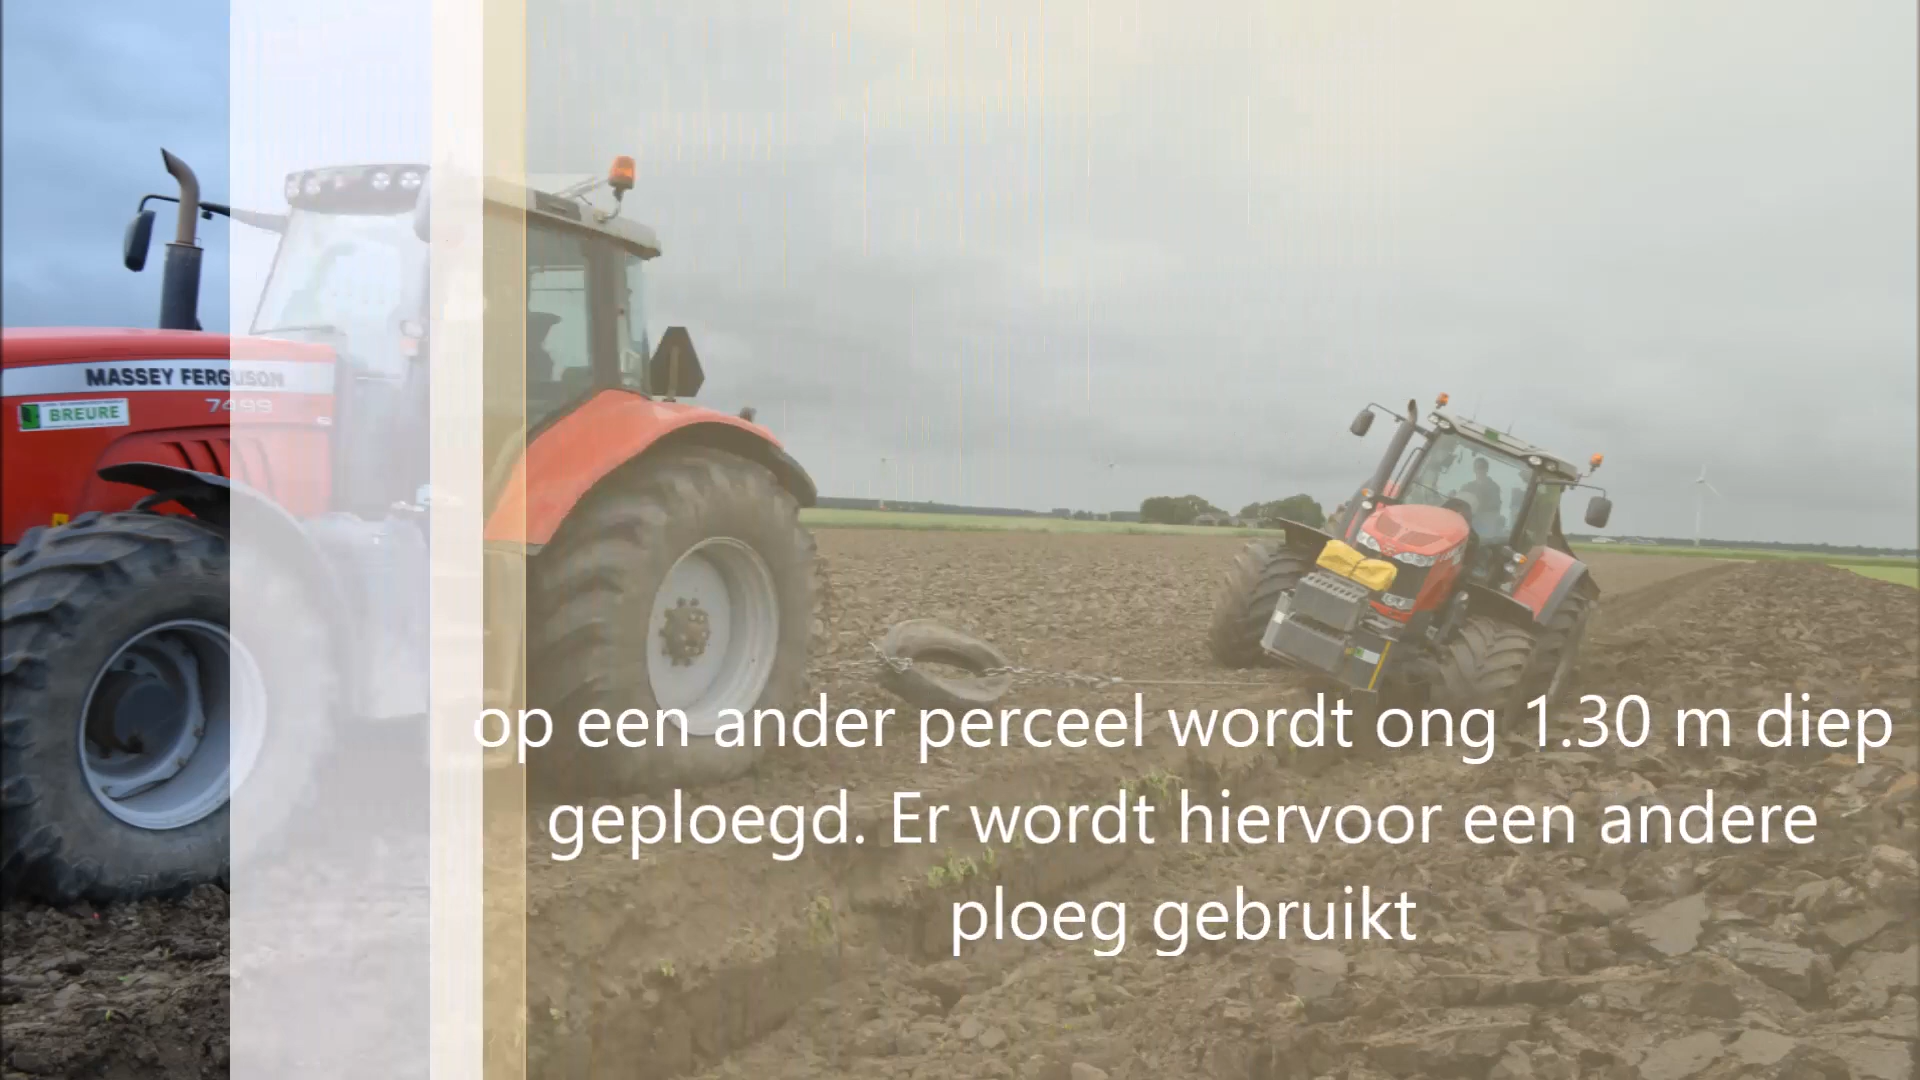 MASSEY FERGUSON
7499
BREURE
op een ander perceel wordt ong 1.30 m diep
geploegd. Er wordt hiervoor een andere
ploeg gebruikt